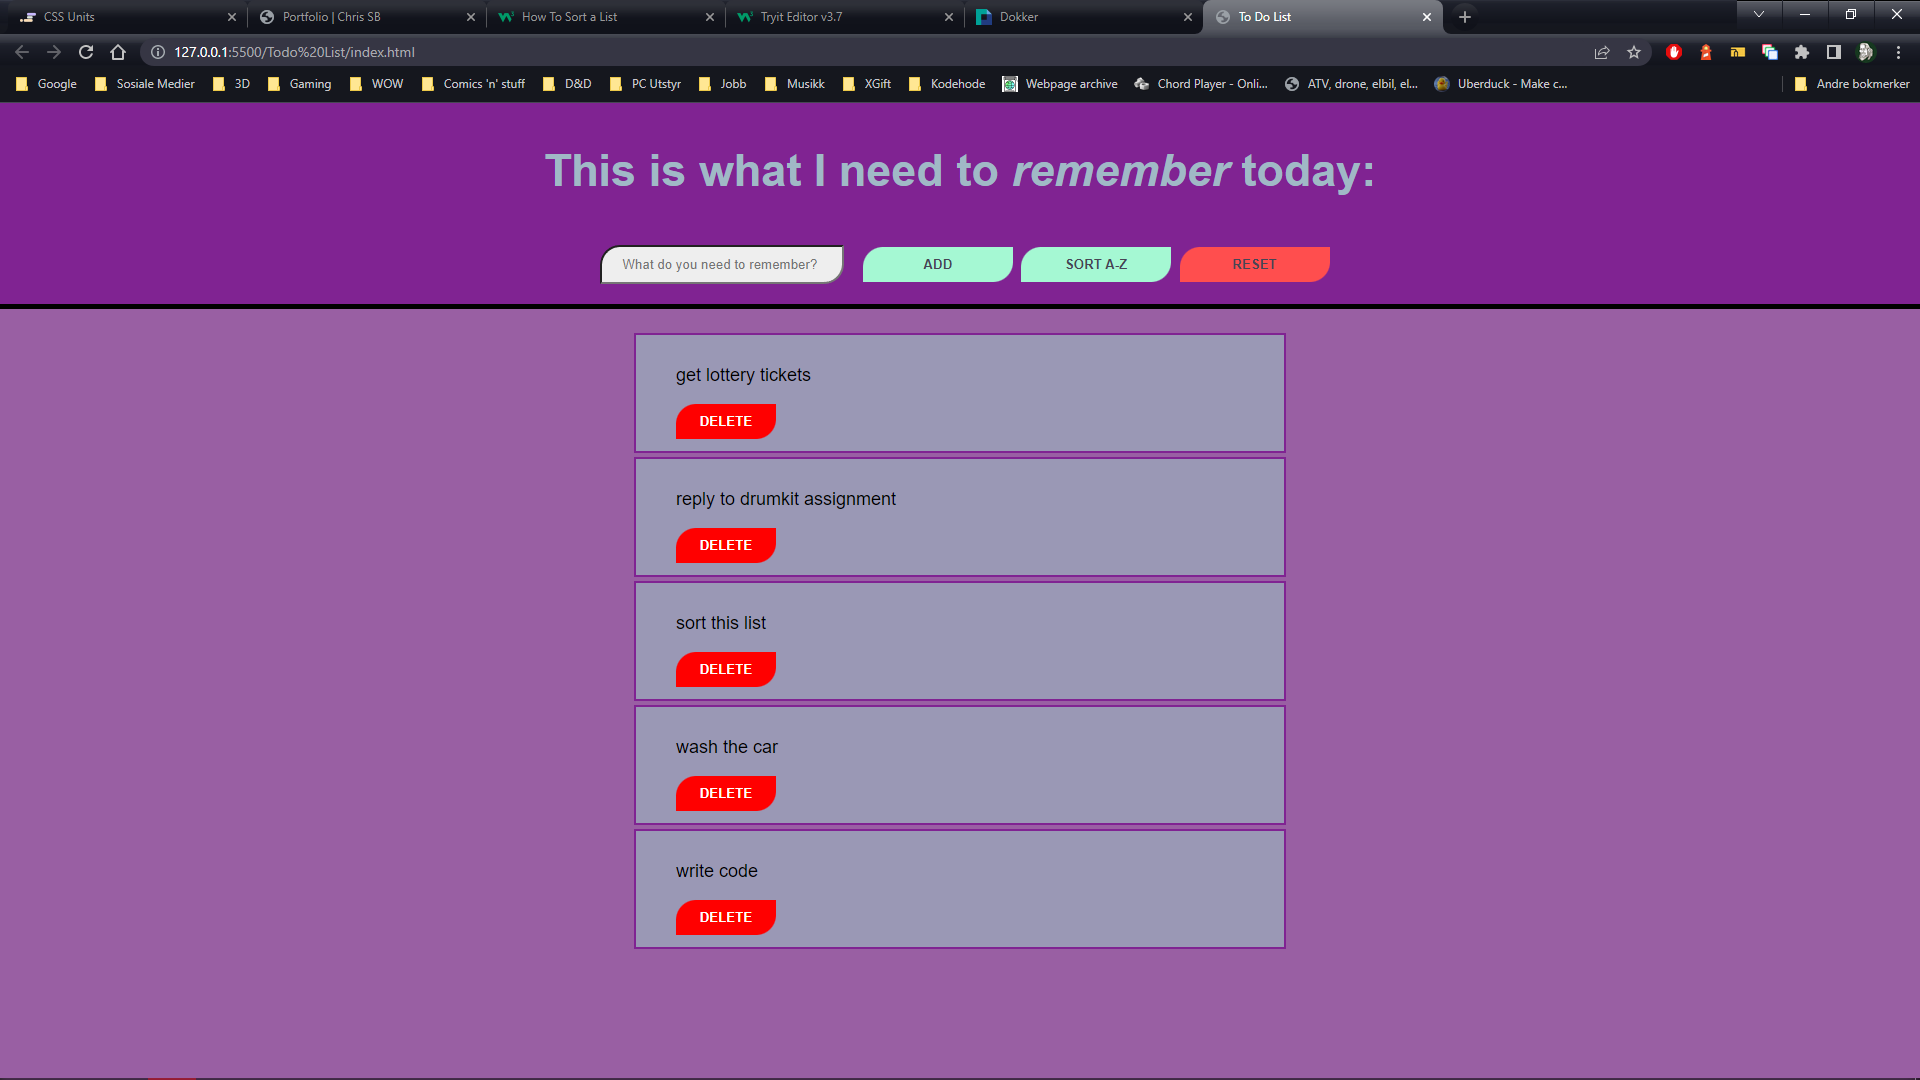 CSS Units
Portfolio | Chris SB
How To Sort a List
Tryit Editor v3.7
Dokker
To Do List
127.0.0.1:5500/Todo%20List/index.html
Google
Sosiale Medier
3D
Gaming
WOW
Comics 'n' stuff
D&D
PC Utstyr
Jobb
Musikk
XGift
Kodehode
Webpage archive
Chord Player - Onli...
ATV, drone, elbil, el...
Uberduck - Make c...
Andre bokmerker
This is what I need to remember today:
What do you need to remember?
ADD
SORT A-Z
RESET
get lottery tickets
DELETE
reply to drumkit assignment
DELETE
sort this list
DELETE
wash the car
DELETE
write code
DELETE